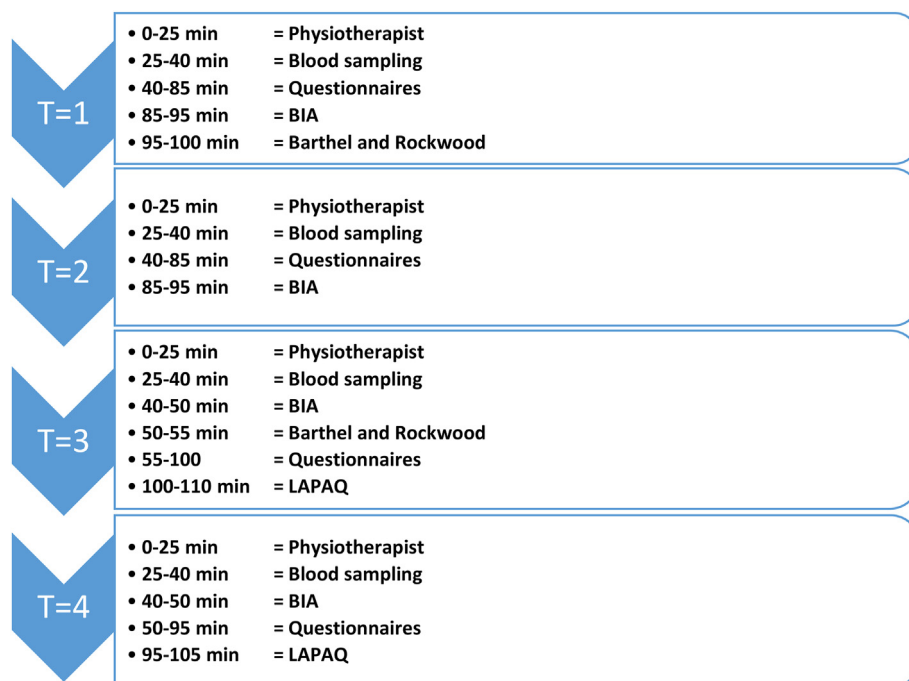 T=1
• 0-25 min = Physiotherapist
• 25-40 min = Blood sampling
• 40-85 min = Questionnaires
• 85-95 min = BIA
• 95-100 min = Barthel and Rockwood
T=2
• 0-25 min = Physiotherapist
• 25-40 min = Blood sampling
• 40-85 min = Questionnaires
• 85-95 min = BIA
T=3
• 0-25 min = Physiotherapist
• 25-40 min = Blood sampling
• 40-50 min = BIA
• 50-55 min = Barthel and Rockwood
• 55-100 = Questionnaires
• 100-110 min = LAPAQ
T=4
• 0-25 min = Physiotherapist
• 25-40 min = Blood sampling
• 40-50 min = BIA
• 50-95 min = Questionnaires
• 95-105 min = LAPAQ